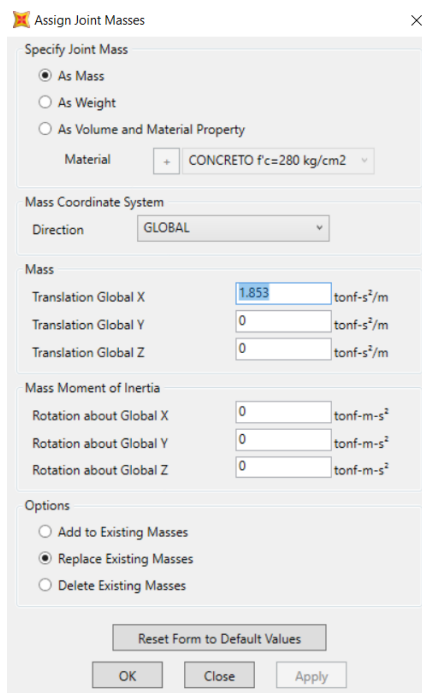 Assign Joint Masses
Specify Joint Mass
As Mass
As Weight
As Volume and Material Property
Material + CONCRETO f'c=280 kg/cm2
Mass Coordinate System
Direction GLOBAL
Mass
Translation Global X 1.853 tonf-s²/m
Translation Global Y 0 tonf-s²/m
Translation Global Z 0 tonf-s²/m
Mass Moment of Inertia
Rotation about Global X 0 tonf-m-s²
Rotation about Global Y 0 tonf-m-s²
Rotation about Global Z 0 tonf-m-s²
Options
Add to Existing Masses
Replace Existing Masses
Delete Existing Masses
Reset Form to Default Values
OK Close Apply